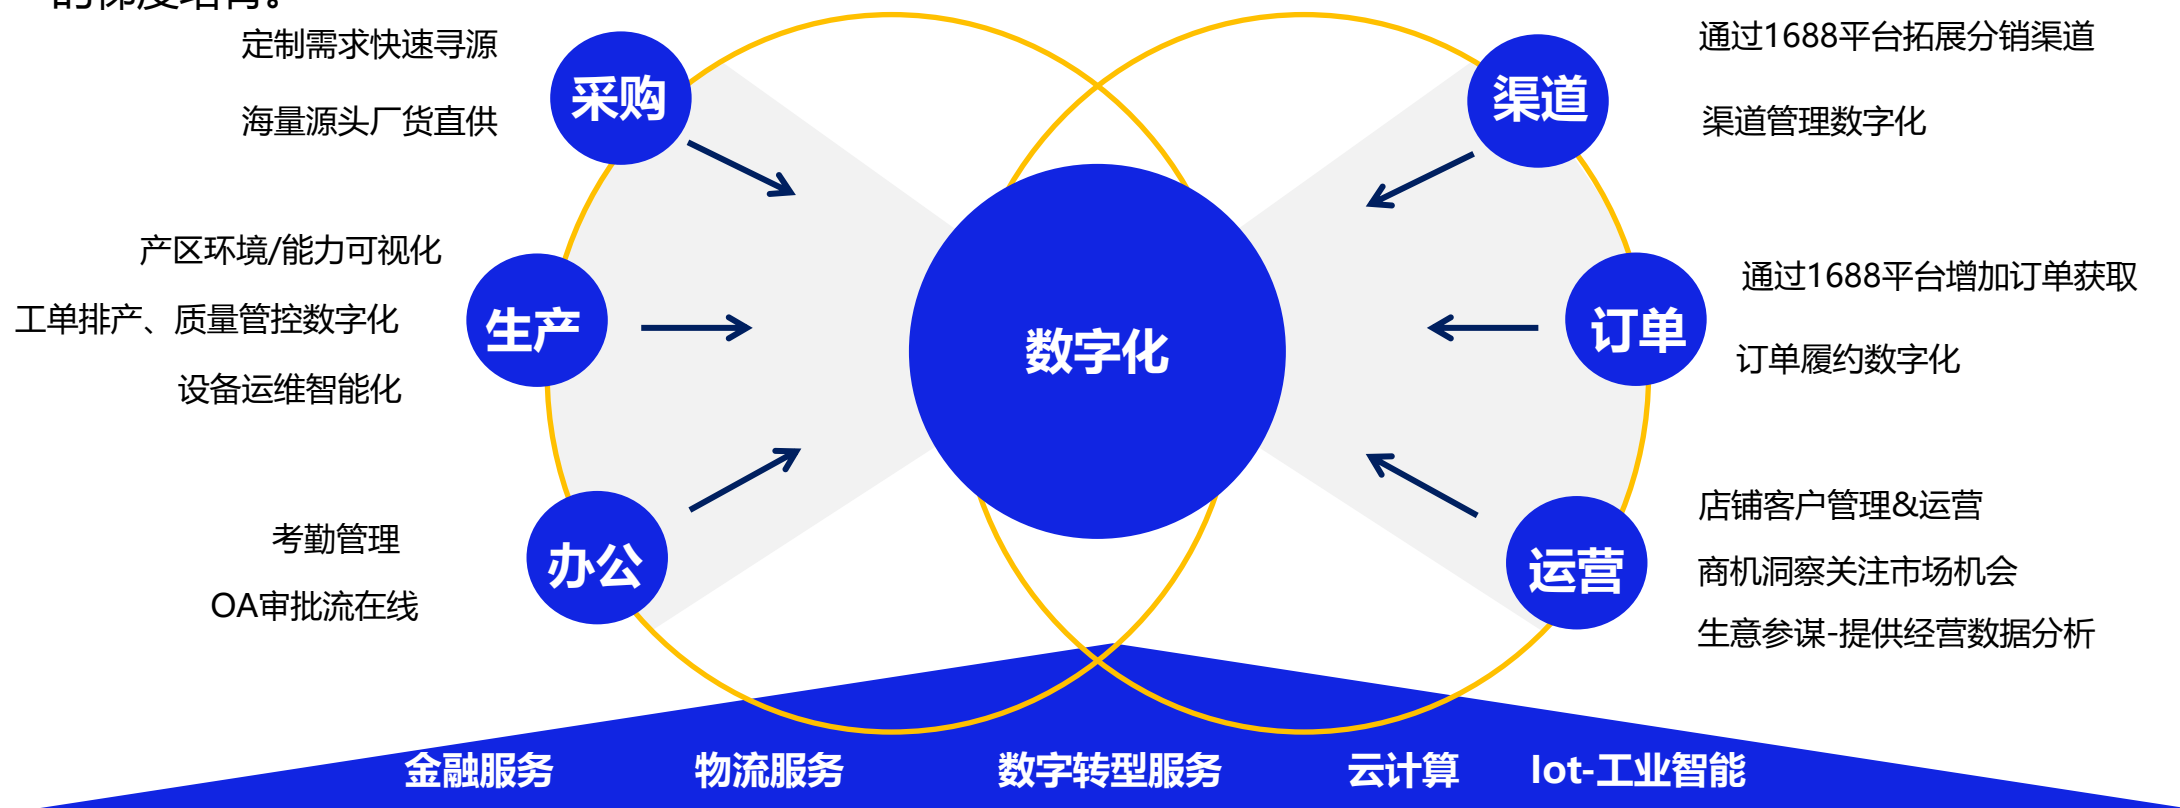 定制需求快速寻源
海量源头厂货直供
采购
产区环境/能力可视化
工单排产、质量管控数字化
设备运维智能化
生产
考勤管理
OA审批流在线
办公
数字化
渠道
通过1688平台拓展分销渠道
渠道管理数字化
订单
通过1688平台增加订单获取
订单履约数字化
运营
店铺客户管理&运营
商机洞察关注市场机会
生意参谋-提供经营数据分析
金融服务
物流服务
数字转型服务
云计算
Iot-工业智能